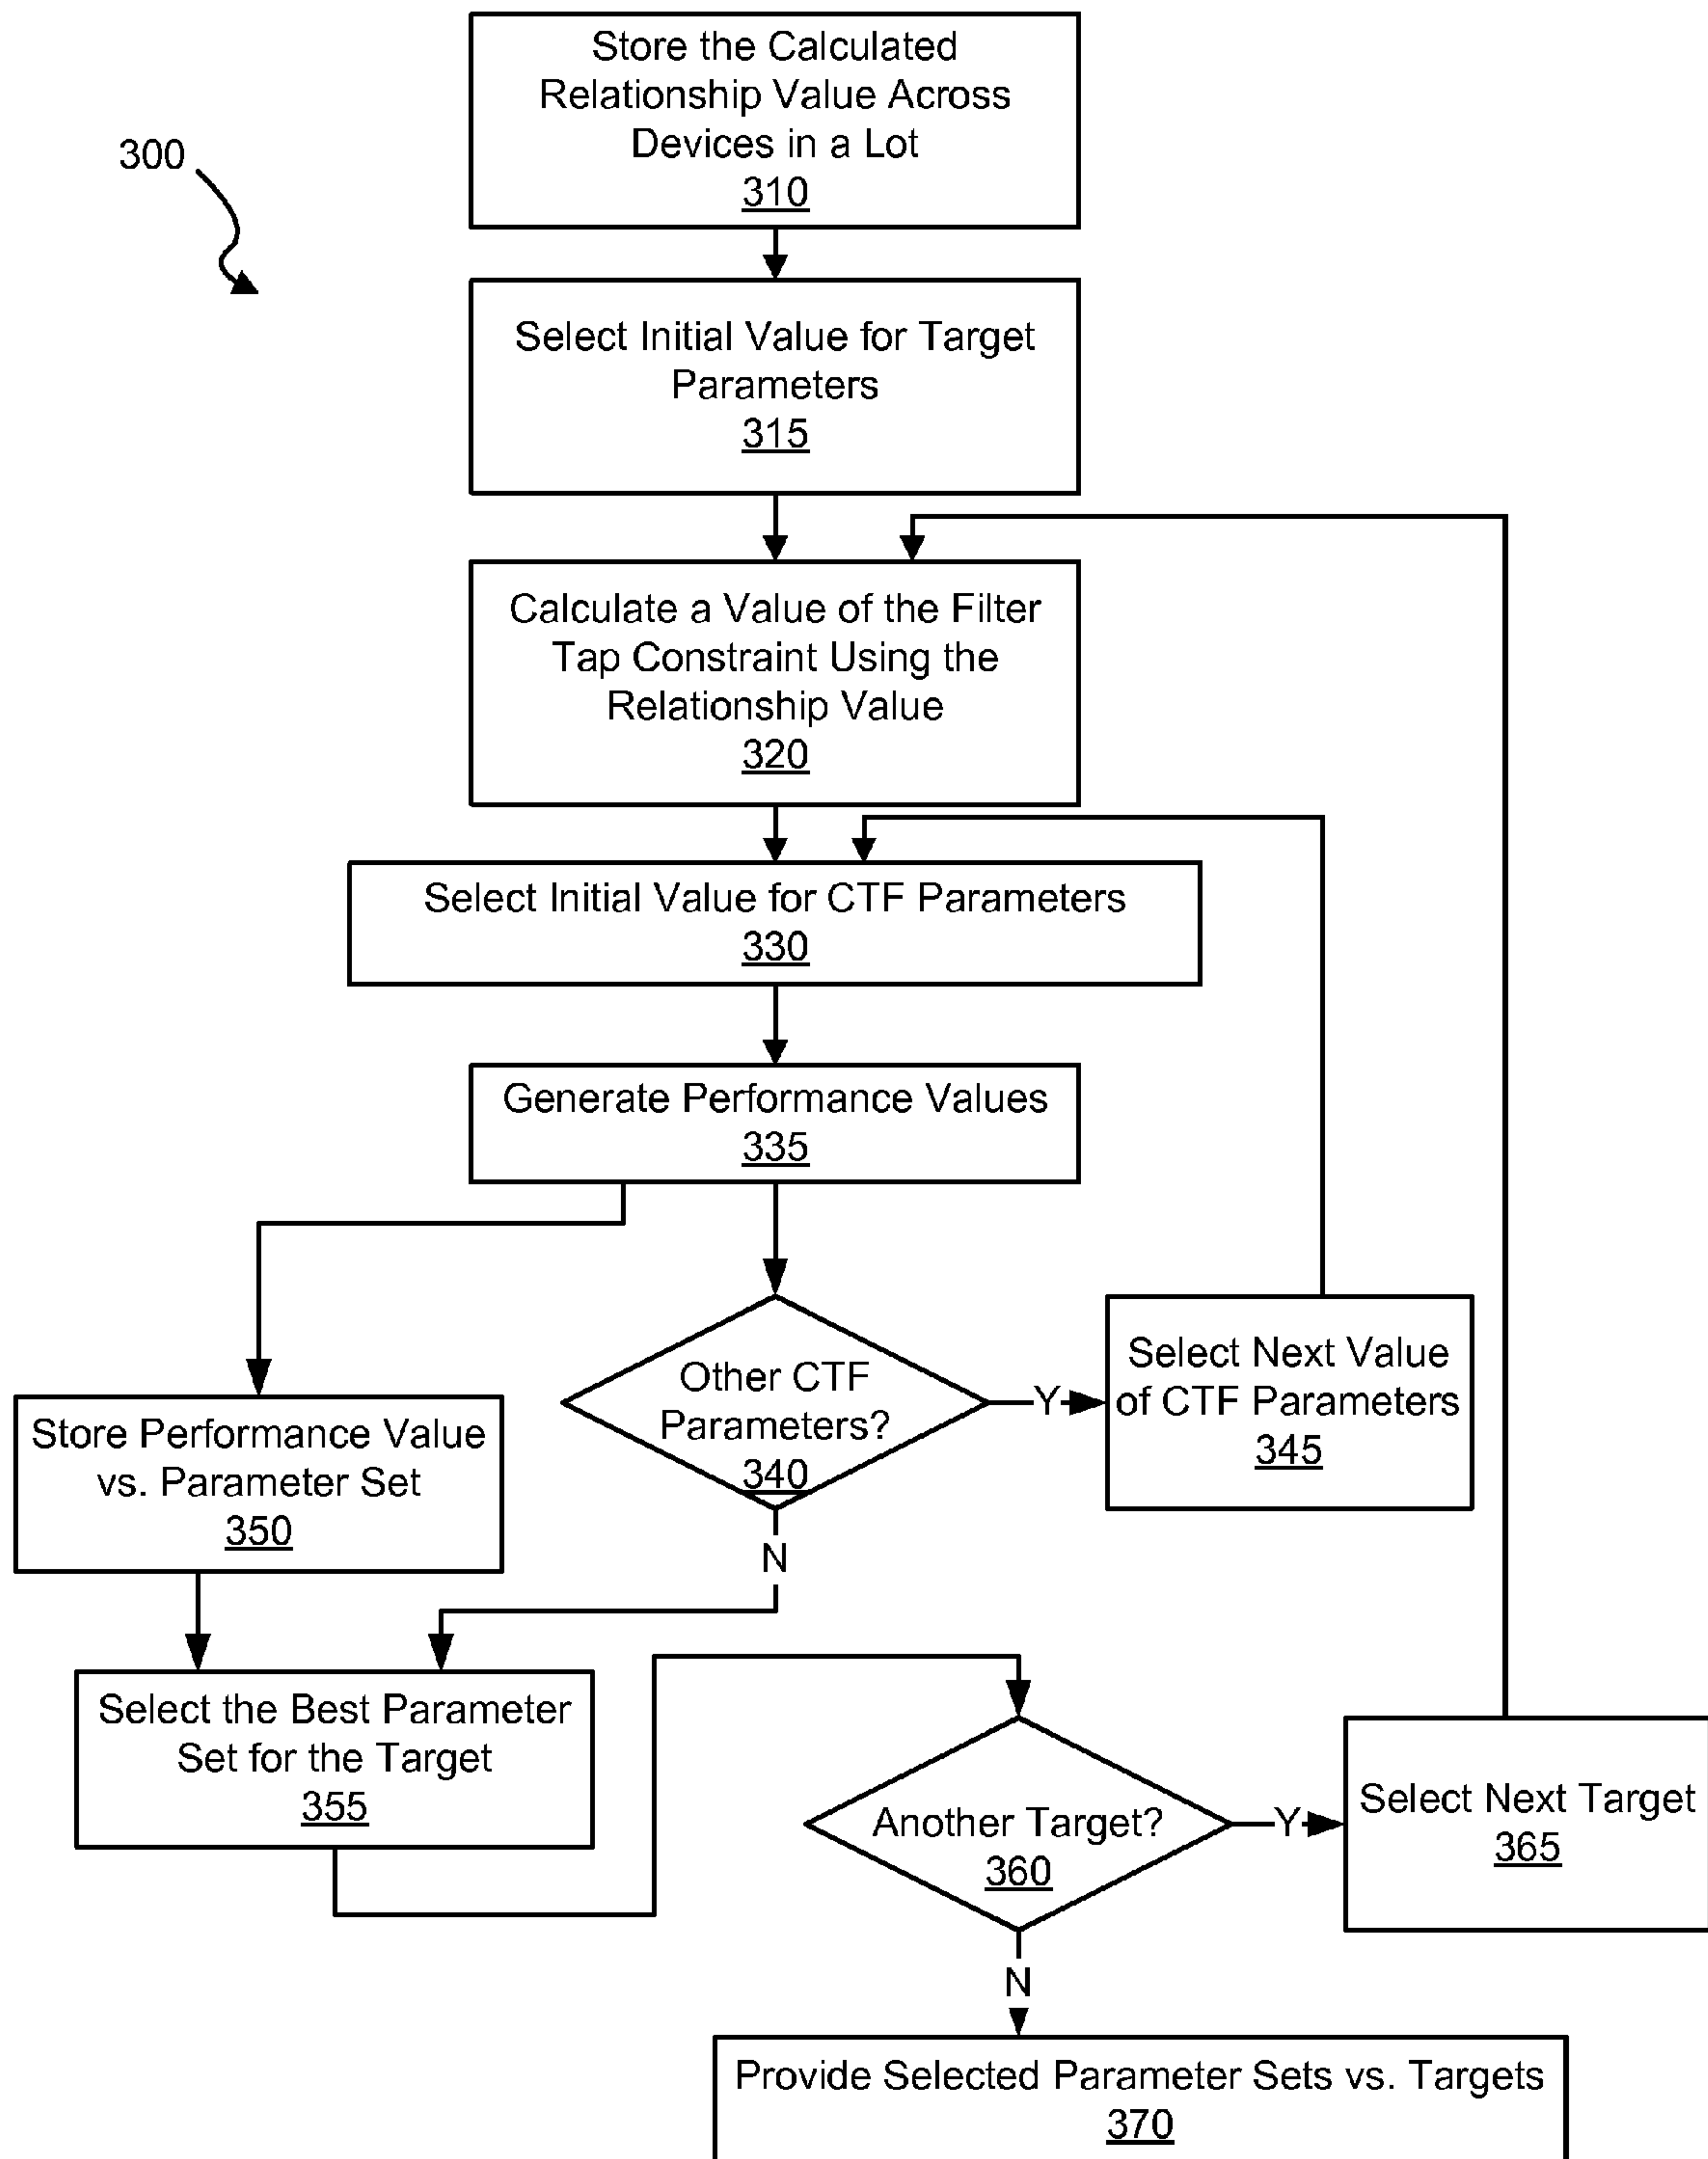 Store the Calculated
Relationship Value Across
Devices in a Lot
310
300
Select Initial Value for Target
Parameters
315
Calculate a Value of the Filter
Tap Constraint Using the
Relationship Value
320
Select Initial Value for CTF Parameters
330
Generate Performance Values
335
Other CTF
Parameters?
340
Y
Select Next Value
of CTF Parameters
345
Store Performance Value
vs. Parameter Set
350
N
Select the Best Parameter
Set for the Target
355
Another Target?
360
Y
Select Next Target
365
N
Provide Selected Parameter Sets vs. Targets
370